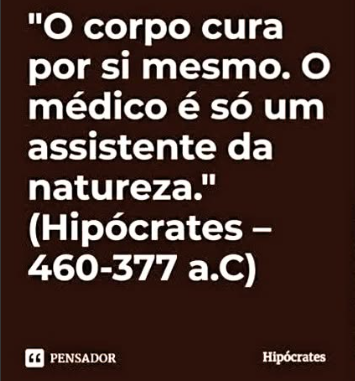 "O corpo cura
por si mesmo. O
médico é só um
assistente da
natureza."
(Hipócrates –
460-377 a.C)
PENSADOR
Hipócrates